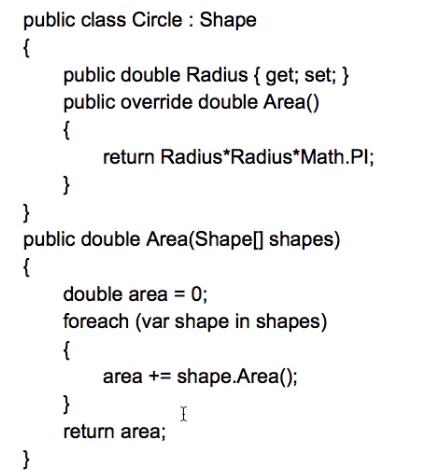 public class Circle : Shape
{
public double Radius { get; set; }
public override double Area()
{
return Radius*Radius*Math.PI;
}
}
public double Area(Shape[] shapes)
{
double area = 0;
foreach (var shape in shapes)
{
area += shape.Area();
}
return area;
}